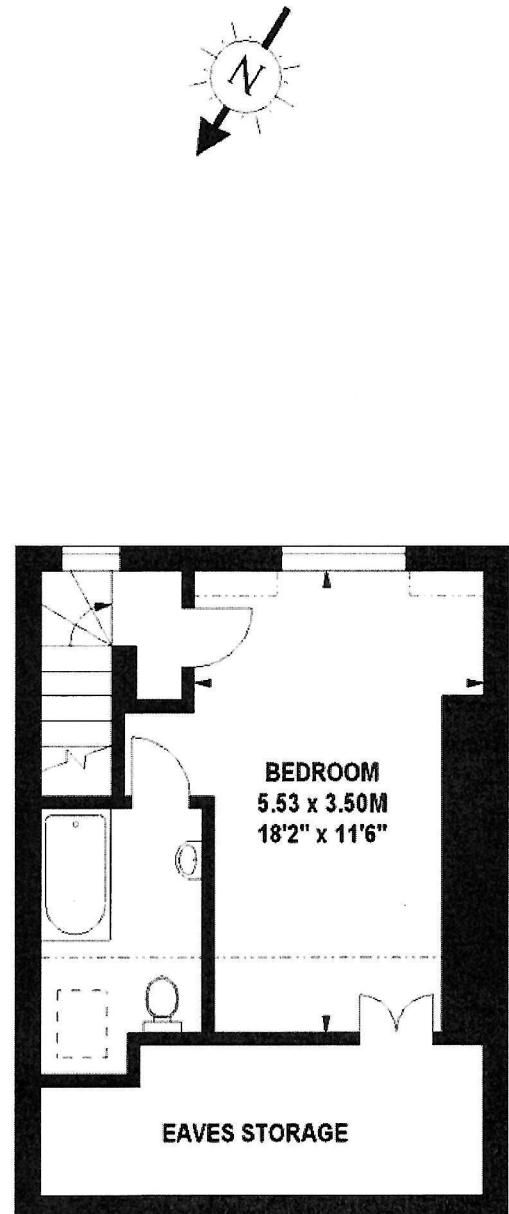 N
BEDROOM
5.53 x 3.50M
18'2" x 11'6"
EAVES STORAGE